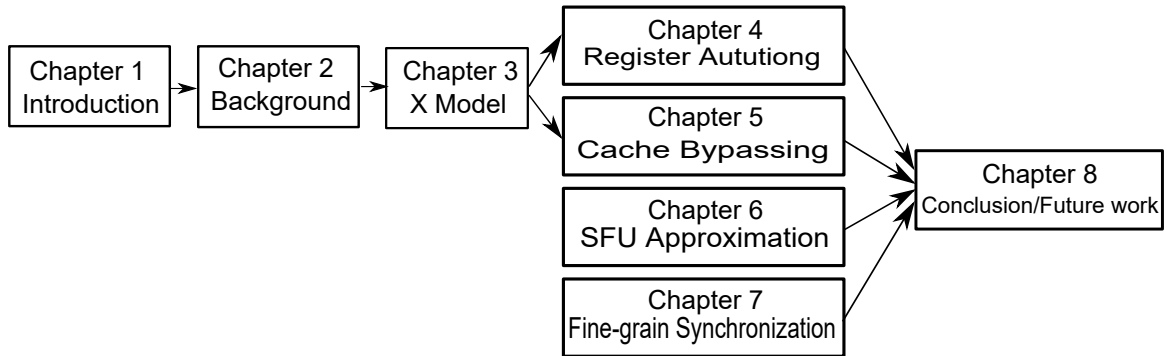 Chapter 1
Introduction
Chapter 2
Background
Chapter 3
X Model
Chapter 4
Register Aututiong
Chapter 5
Cache Bypassing
Chapter 6
SFU Approximation
Chapter 7
Fine-grain Synchronization
Chapter 8
Conclusion/Future work